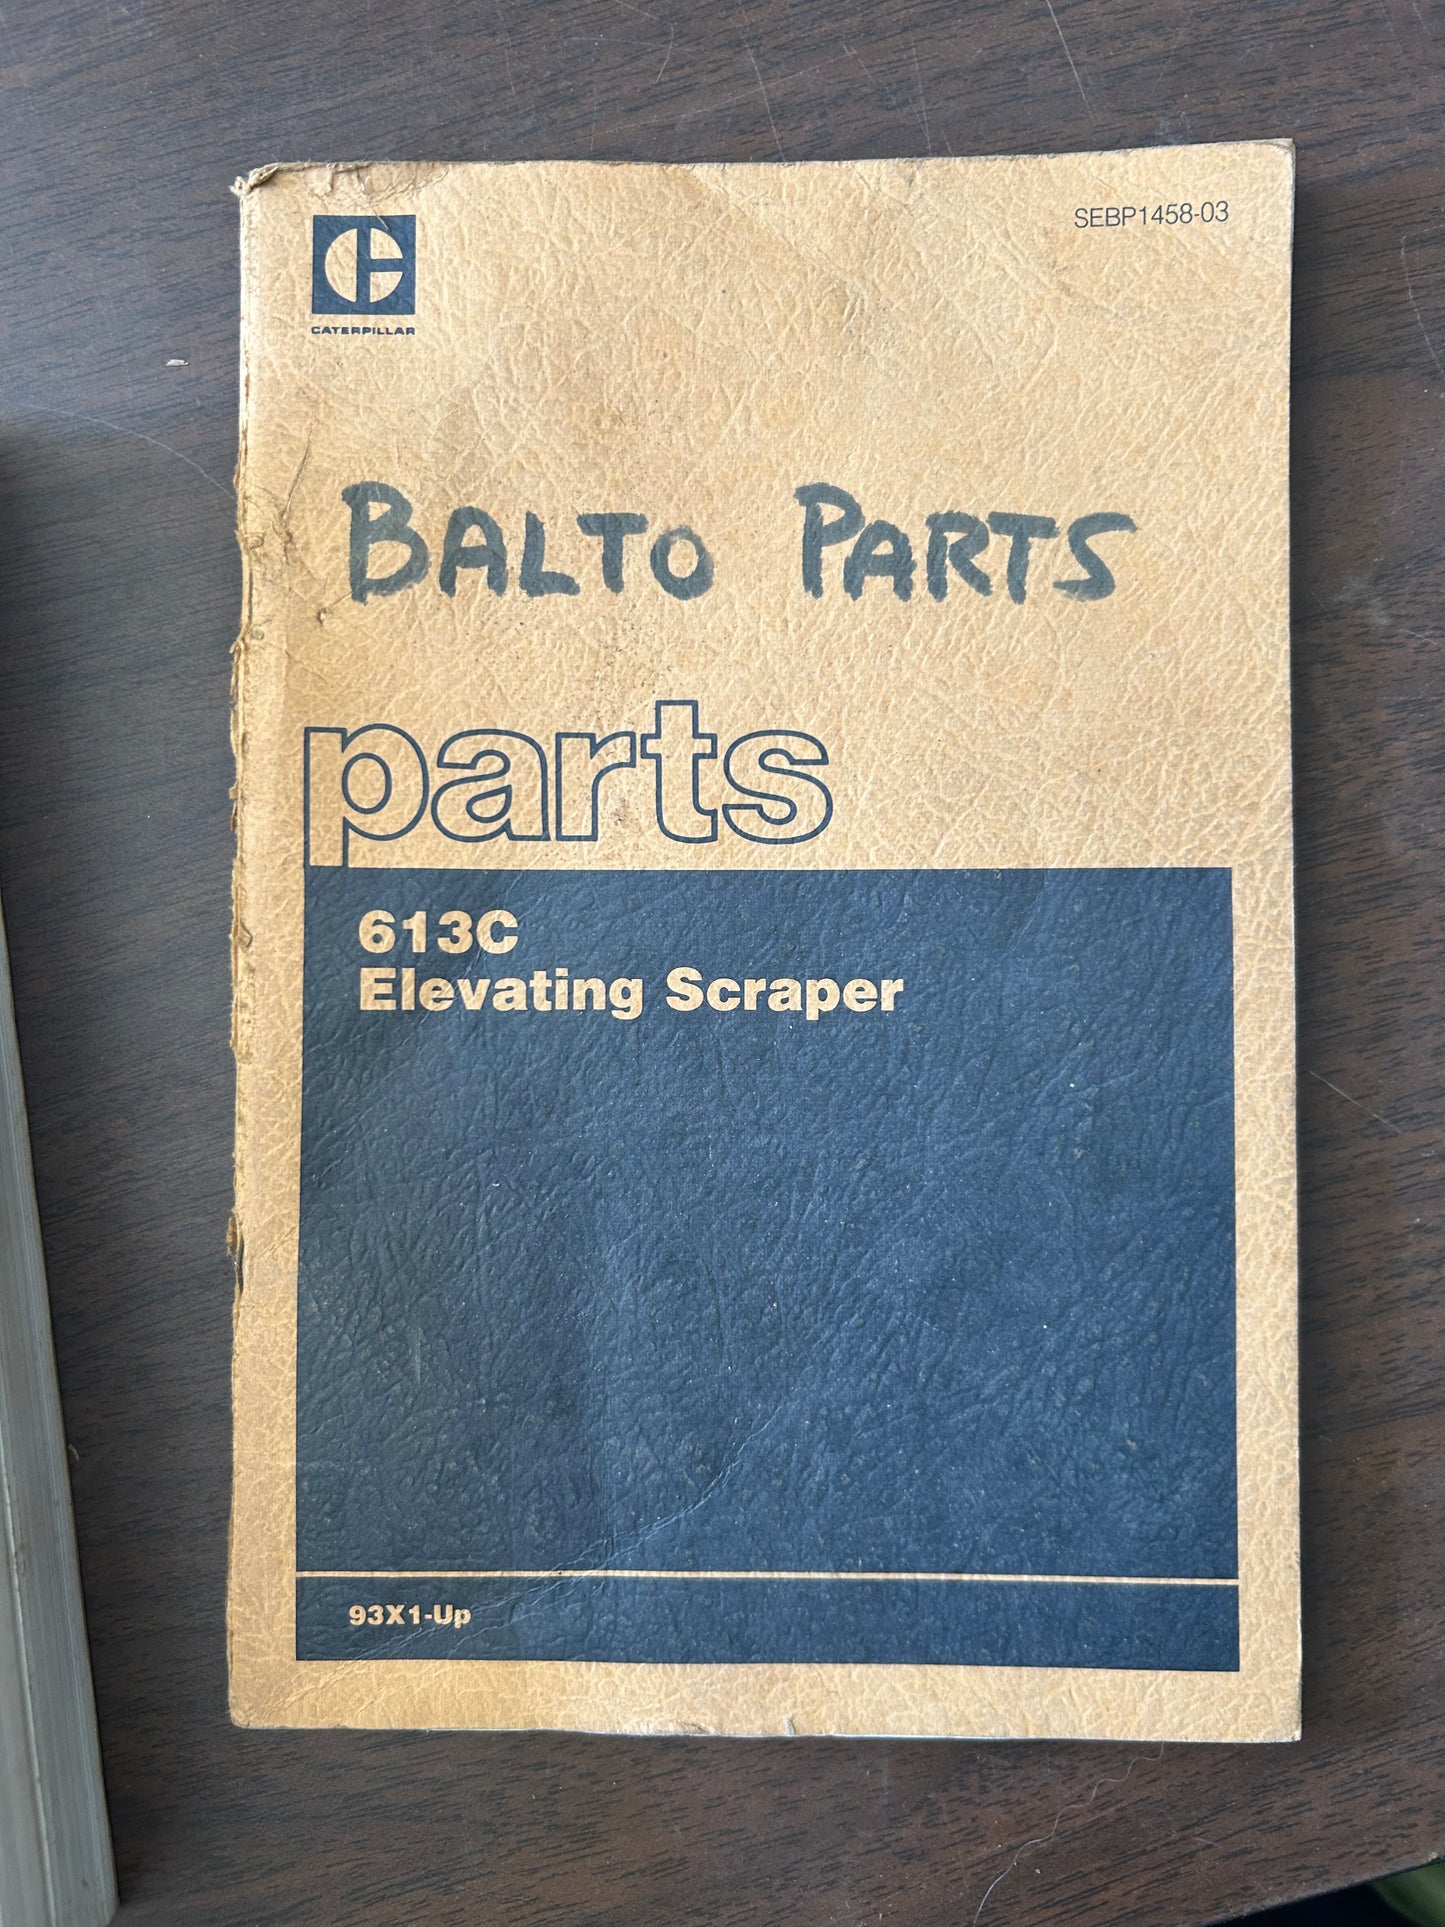 SEBP1458-03
CATERPILLAR
BALTO PARTS
parts
613C
Elevating Scraper
93X1-Up